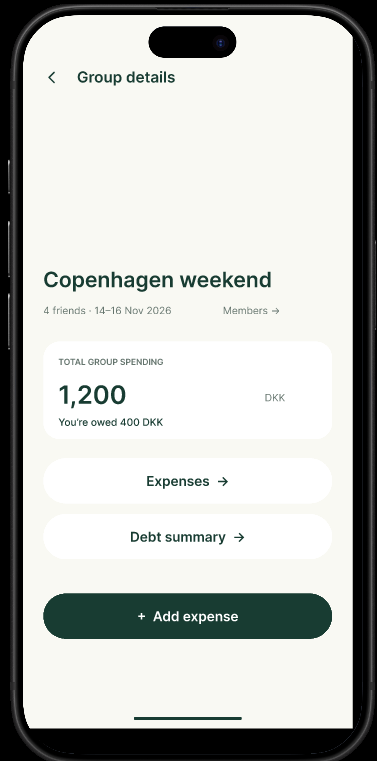 Group details
Copenhagen weekend
4 friends · 14–16 Nov 2026 Members →
TOTAL GROUP SPENDING
1,200 DKK
You're owed 400 DKK
Expenses →
Debt summary →
+ Add expense